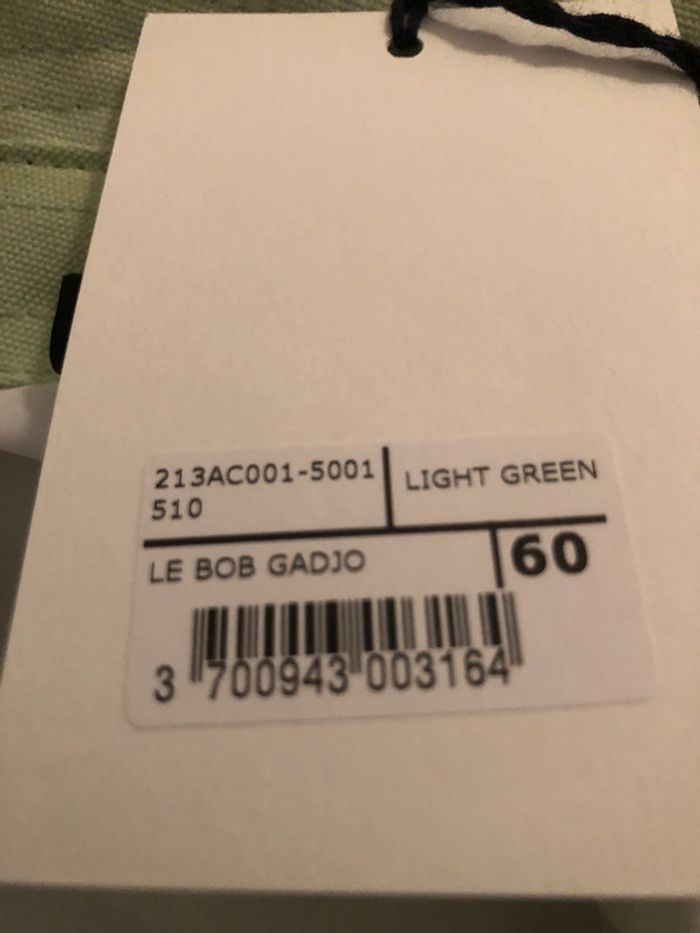 213AC001-5001
510
LIGHT GREEN
LE BOB GADJO
60
3 700943 003164